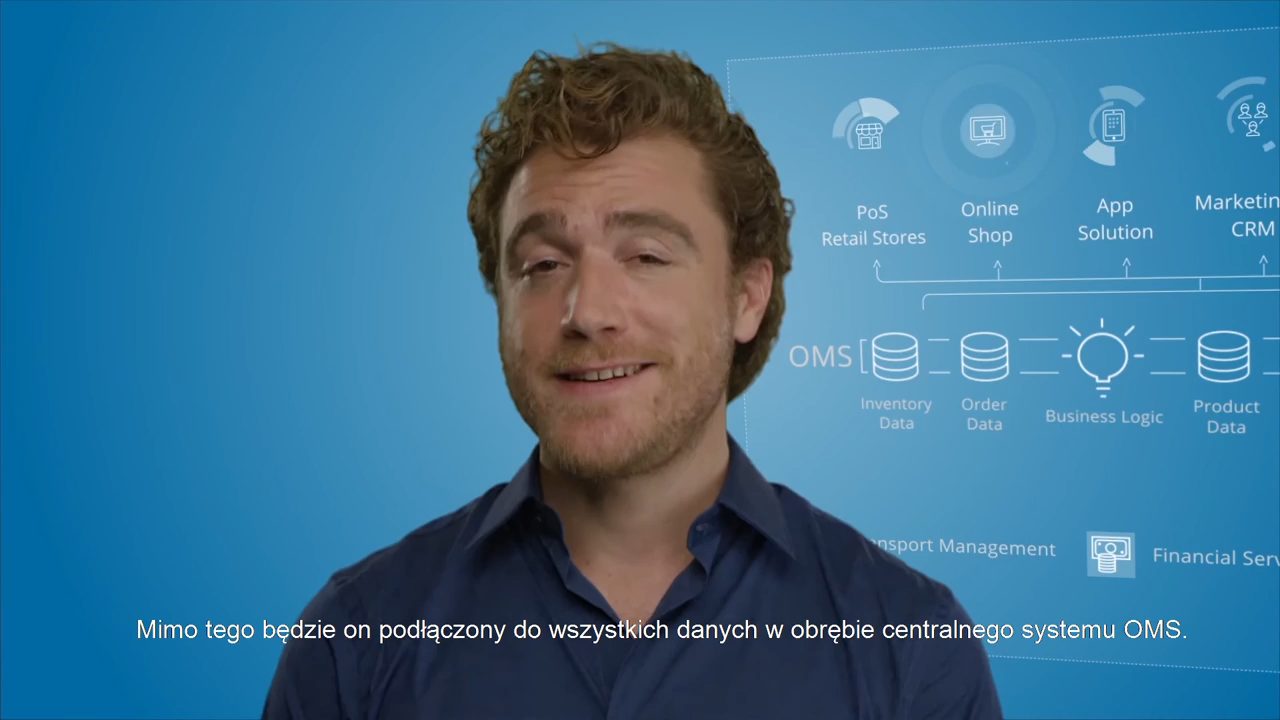 PoS
Retail Stores
Online
Shop
App
Solution
Marketin
CRM
OMS
Inventory
Data
Order
Data
Business Logic
Product
Data
nsport Management
Financial Serv
Mimo tego będzie on podłączony do wszystkich danych w obrębie centralnego systemu OMS.